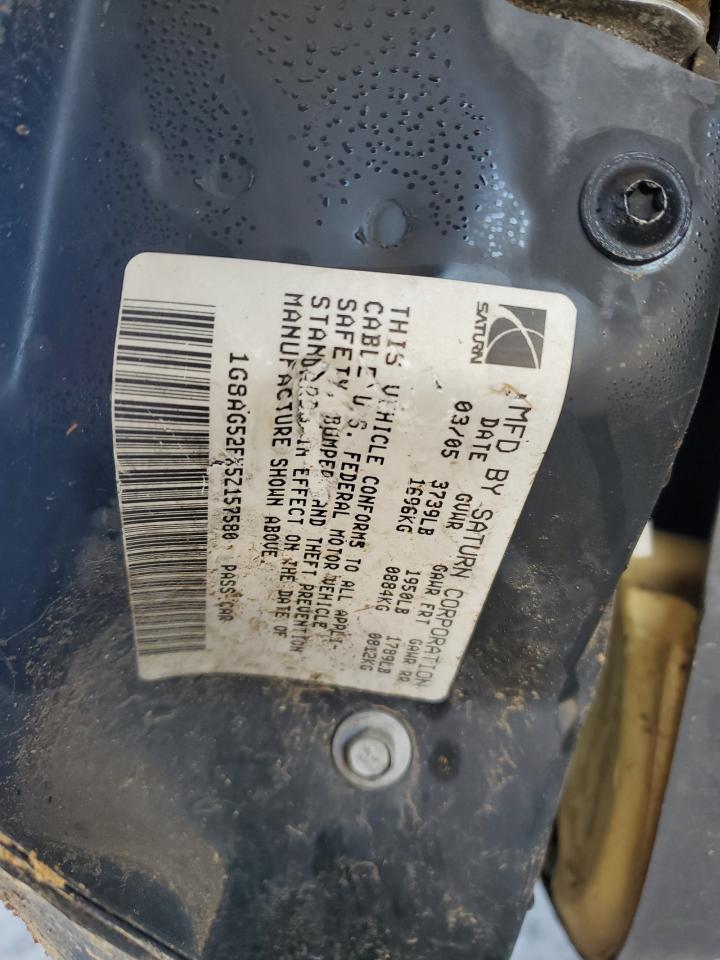 SATURN
MFD BY SATURN CORPORATION
DATE GVWR GAWR FRT GAWR RR
03/05 3739LB 1950LB 1789LB
1696KG 0884KG 0812KG
THIS VEHICLE CONFORMS TO ALL APPLI-
CABLE U.S. FEDERAL MOTOR VEHICLE
SAFETY, BUMPER AND THEFT PREVENTION
STANDARDS IN EFFECT ON THE DATE OF
MANUFACTURE SHOWN ABOVE.
1G8AG52FX5Z157580 PASS CAR